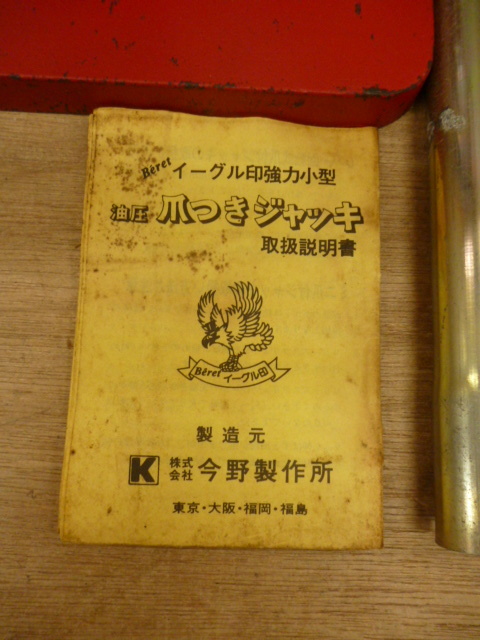 Béret イーグル印強力小型
油圧 爪つきジャッキ
取扱説明書
Béret イーグル印
製造元
K 株式会社 今野製作所
東京・大阪・福岡・福島